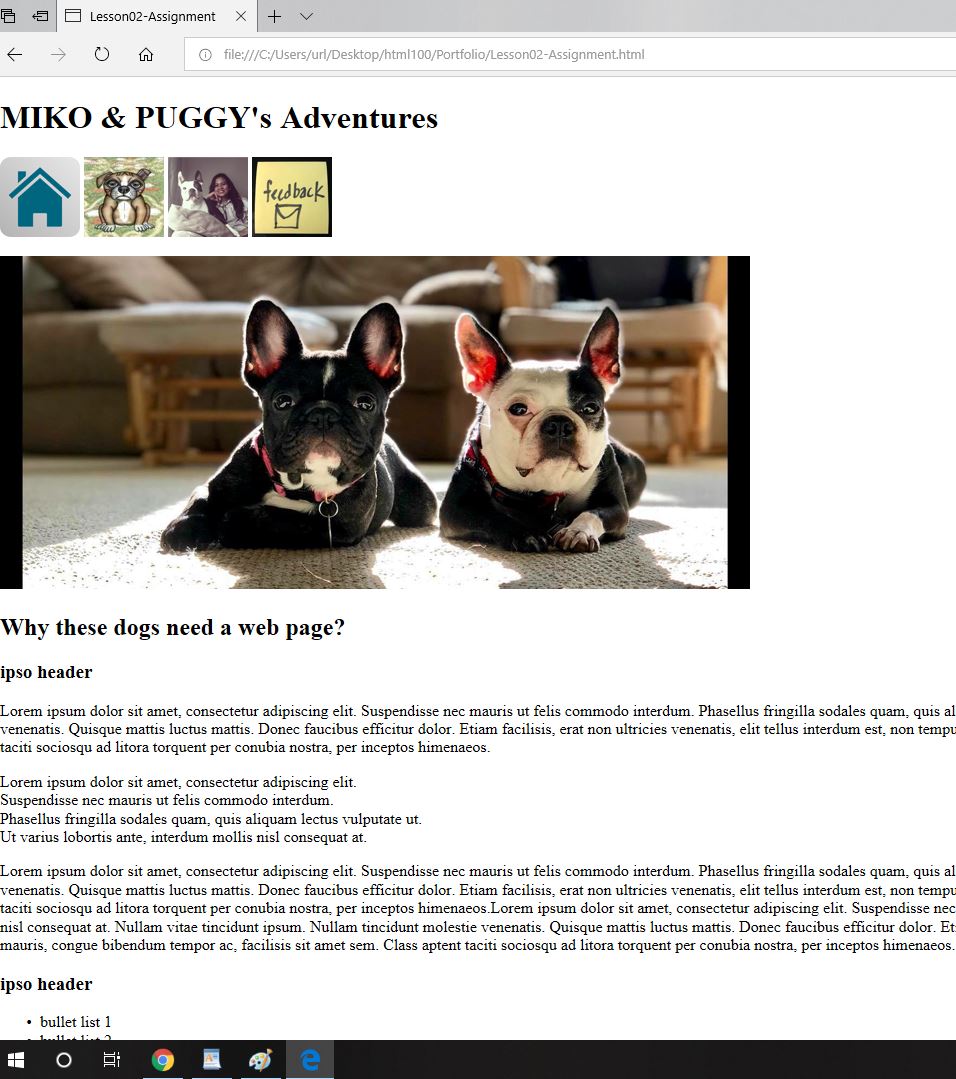 Lesson02-Assignment
file:///C:/Users/url/Desktop/html100/Portfolio/Lesson02-Assignment.html
MIKO & PUGGY's Adventures
feedback
Why these dogs need a web page?
ipso header
Lorem ipsum dolor sit amet, consectetur adipiscing elit. Suspendisse nec mauris ut felis commodo interdum. Phasellus fringilla sodales quam, quis al
venenatis. Quisque mattis luctus mattis. Donec faucibus efficitur dolor. Etiam facilisis, erat non ultricies venenatis, elit tellus interdum est, non tempu
taciti sociosqu ad litora torquent per conubia nostra, per inceptos himenaeos.
Lorem ipsum dolor sit amet, consectetur adipiscing elit.
Suspendisse nec mauris ut felis commodo interdum.
Phasellus fringilla sodales quam, quis aliquam lectus vulputate ut.
Ut varius lobortis ante, interdum mollis nisl consequat at.
Lorem ipsum dolor sit amet, consectetur adipiscing elit. Suspendisse nec mauris ut felis commodo interdum. Phasellus fringilla sodales quam, quis al
venenatis. Quisque mattis luctus mattis. Donec faucibus efficitur dolor. Etiam facilisis, erat non ultricies venenatis, elit tellus interdum est, non tempu
taciti sociosqu ad litora torquent per conubia nostra, per inceptos himenaeos.Lorem ipsum dolor sit amet, consectetur adipiscing elit. Suspendisse nec
nisl consequat at. Nullam vitae tincidunt ipsum. Nullam tincidunt molestie venenatis. Quisque mattis luctus mattis. Donec faucibus efficitur dolor. Eti
mauris, congue bibendum tempor ac, facilisis sit amet sem. Class aptent taciti sociosqu ad litora torquent per conubia nostra, per inceptos himenaeos.
ipso header
• bullet list 1
• bullet list 2